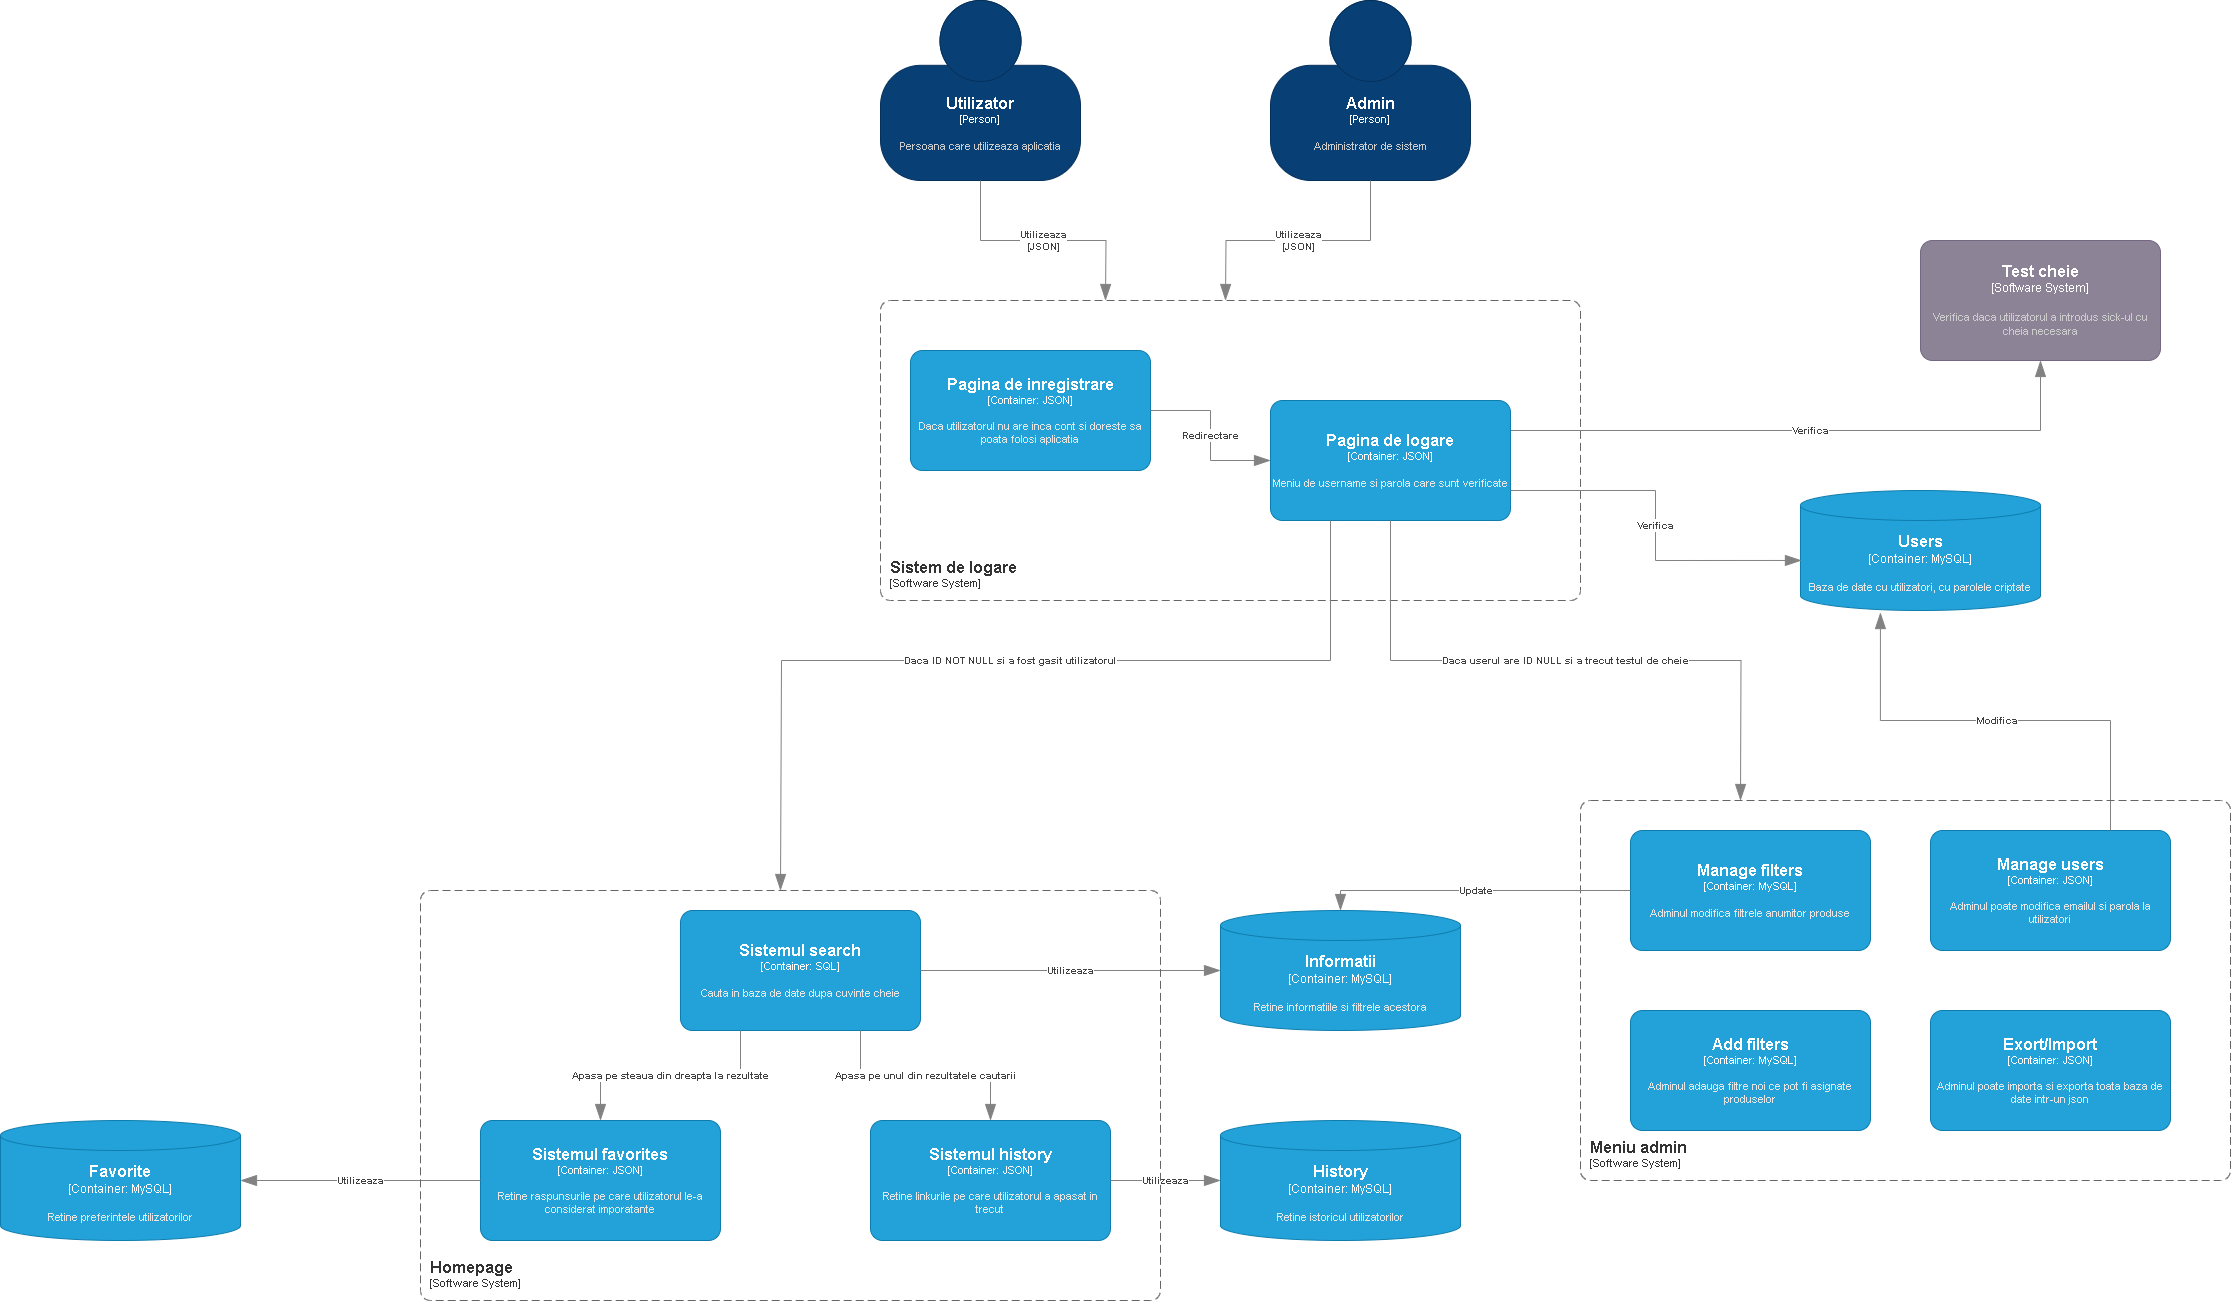 Utilizator
[Person]
Persoana care utilizeaza aplicatia
Admin
[Person]
Administrator de sistem
Utilizeaza
[JSON]
Utilizeaza
[JSON]
Test cheie
[Software System]
Verifica daca utilizatorul a introdus sick-ul cu
cheia necesara
Pagina de inregistrare
[Container: JSON]
Daca utilizatorul nu are inca cont si doreste sa
poata folosi aplicatia
Redirectare
Pagina de logare
[Container: JSON]
Meniu de username si parola care sunt verificate
Verifica
Verifica
Users
[Container: MySQL]
Baza de date cu utilizatori, cu parolele criptate
Sistem de logare
[Software System]
Daca ID NOT NULL si a fost gasit utilizatorul
Daca userul are ID NULL si a trecut testul de cheie
Modifica
Manage filters
[Container: MySQL]
Adminul modifica filtrele anumitor produse
Manage users
[Container: JSON]
Adminul poate modifica emailul si parola la
utilizatori
Update
Sistemul search
[Container: SQL]
Cauta in baza de date dupa cuvinte cheie
Utilizeaza
Informatii
[Container: MySQL]
Retine informatiile si filtrele acestora
Add filters
[Container: MySQL]
Adminul adauga filtre noi ce pot fi asignate
produselor
Exort/Import
[Container: JSON]
Adminul poate importa si exporta toata baza de
date intr-un json
Meniu admin
[Software System]
Apasa pe steaua din dreapta la rezultate
Apasa pe unul din rezultatele cautarii
Favorite
[Container: MySQL]
Retine preferintele utilizatorilor
Utilizeaza
Sistemul favorites
[Container: JSON]
Retine raspunsurile pe care utilizatorul le-a
considerat imporatante
Sistemul history
[Container: JSON]
Retine linkurile pe care utilizatorul a apasat in
trecut
Utilizeaza
History
[Container: MySQL]
Retine istoricul utilizatorilor
Homepage
[Software System]